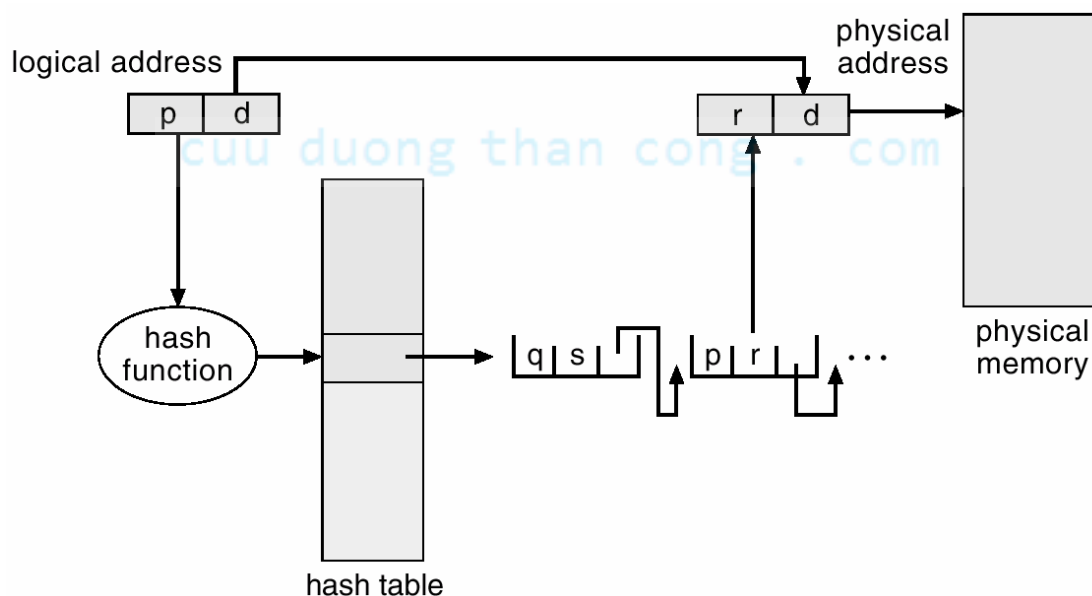 logical address
physical
address
p d
r d
cuu duong than cong . com
hash
function
q s
p r
...
physical
memory
hash table